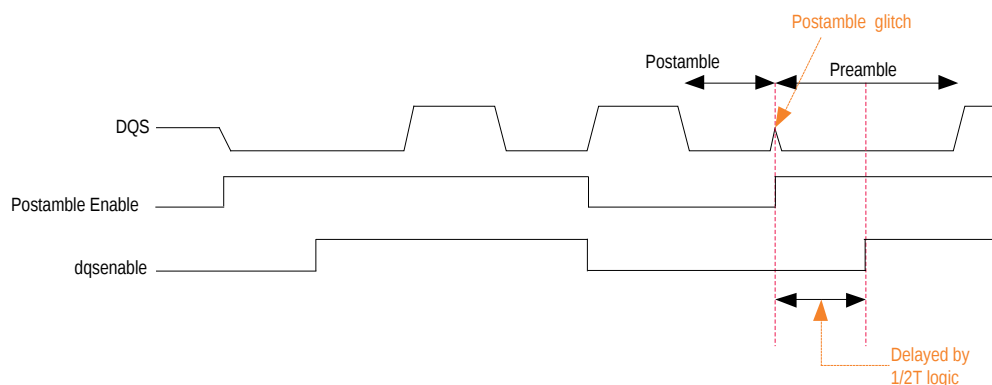 Postamble glitch
Postamble
Preamble
DQS
Postamble Enable
dqsenable
Delayed by
1/2T logic